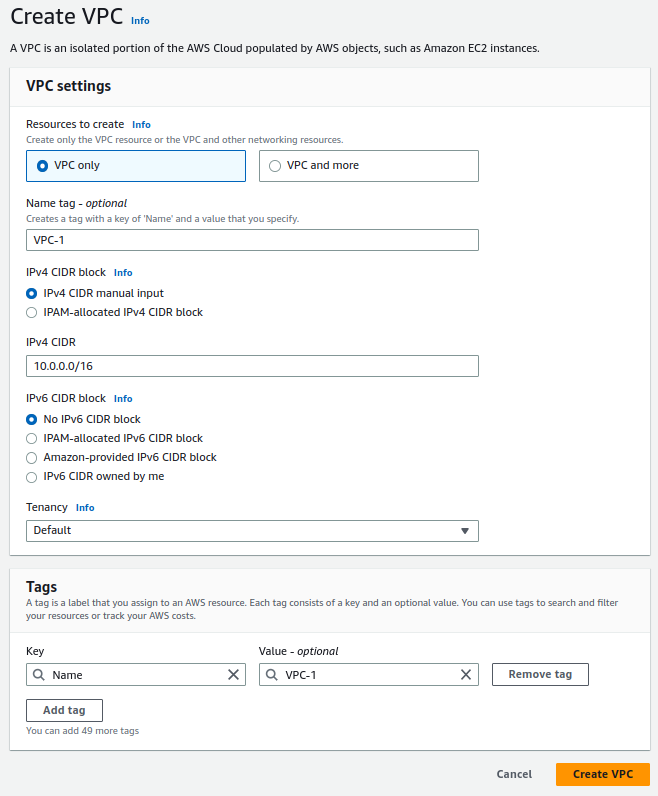 Create VPC Info
A VPC is an isolated portion of the AWS Cloud populated by AWS objects, such as Amazon EC2 instances.
VPC settings
Resources to create Info
Create only the VPC resource or the VPC and other networking resources.
VPC only
VPC and more
Name tag - optional
Creates a tag with a key of 'Name' and a value that you specify.
VPC-1
IPv4 CIDR block Info
IPv4 CIDR manual input
IPAM-allocated IPv4 CIDR block
IPv4 CIDR
10.0.0.0/16
IPv6 CIDR block Info
No IPv6 CIDR block
IPAM-allocated IPv6 CIDR block
Amazon-provided IPv6 CIDR block
IPv6 CIDR owned by me
Tenancy Info
Default
Tags
A tag is a label that you assign to an AWS resource. Each tag consists of a key and an optional value. You can use tags to search and filter
your resources or track your AWS costs.
Key
Value - optional
Name
VPC-1
Remove tag
Add tag
You can add 49 more tags
Cancel
Create VPC